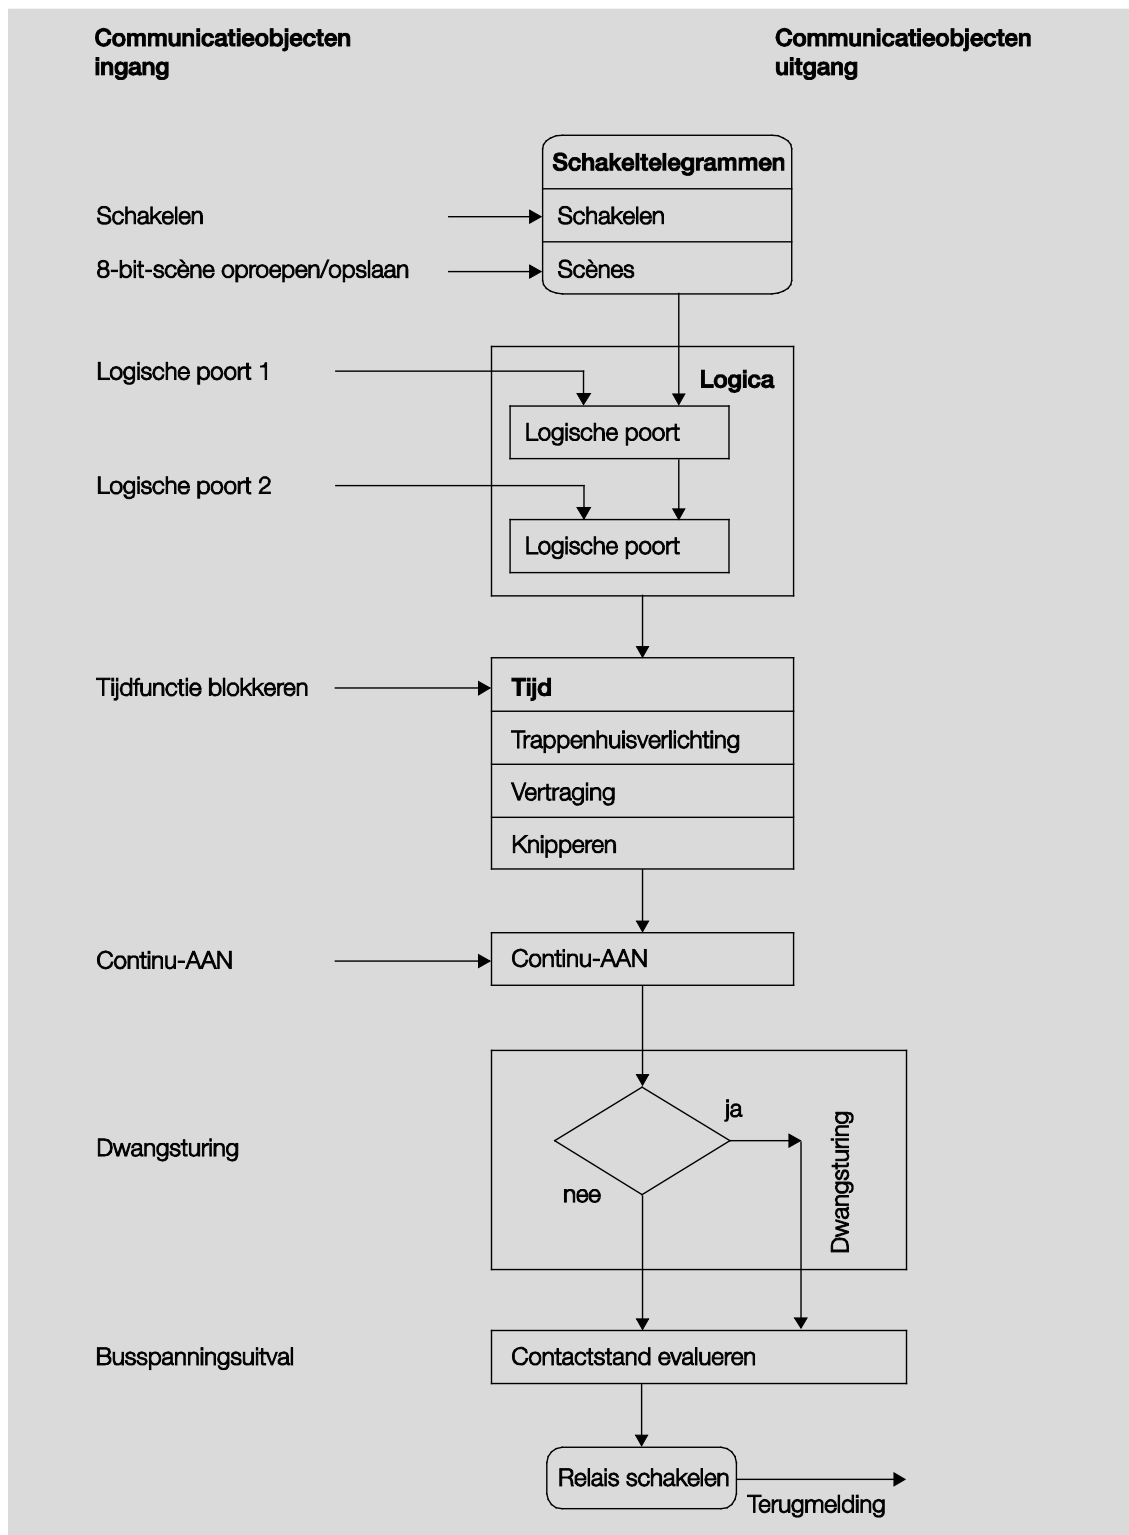 Communicatieobjecten
ingang
Communicatieobjecten
uitgang
Schakeltelegrammen
Schakelen
Schakelen
8-bit-scène oproepen/opslaan
Scènes
Logische poort 1
Logica
Logische poort
Logische poort 2
Logische poort
Tijdfunctie blokkeren
Tijd
Trappenhuisverlichting
Vertraging
Knipperen
Continu-AAN
Continu-AAN
ja
Dwangsturing
Dwangsturing
nee
Busspanningsuitval
Contactstand evalueren
Relais schakelen
Terugmelding